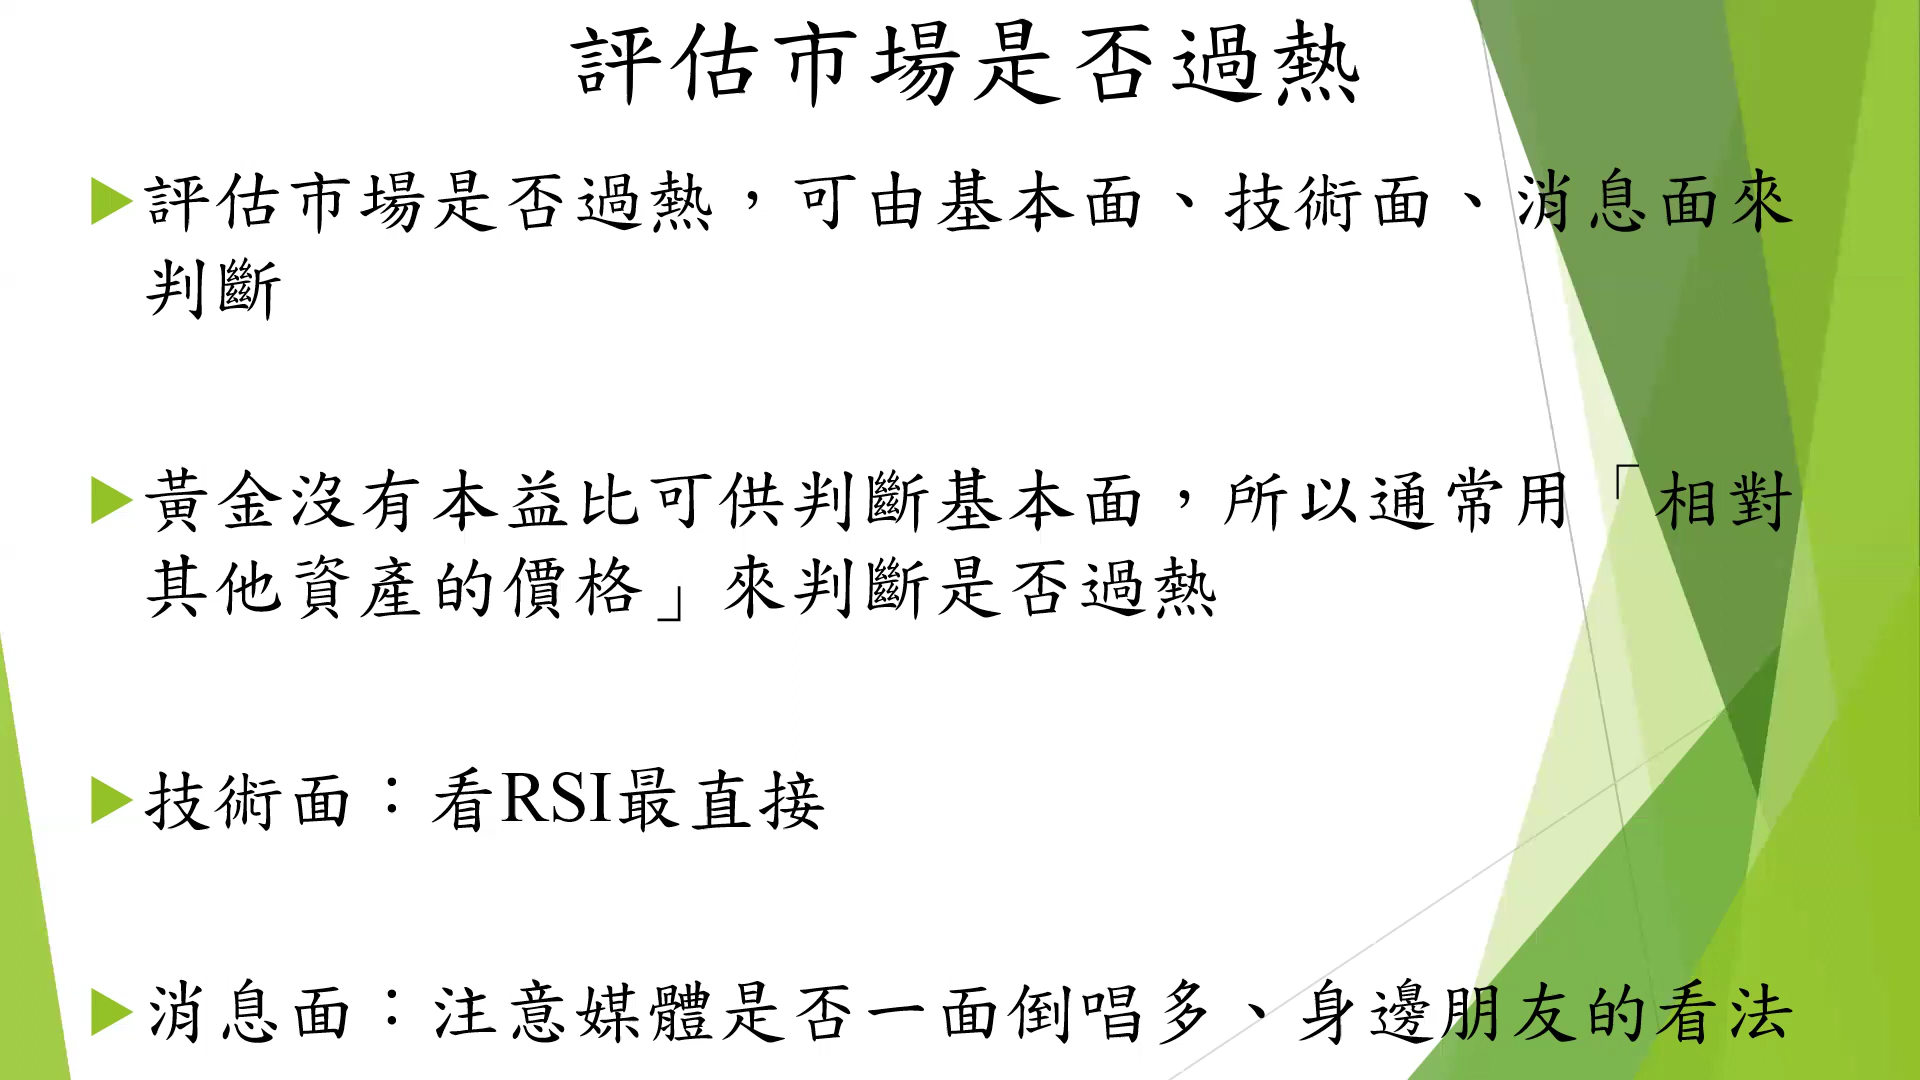 評估市場是否過熱
評估市場是否過熱，可由基本面、技術面、消息面來
判斷
黃金沒有本益比可供判斷基本面，所以通常用「相對
其他資產的價格」來判斷是否過熱
技術面：看RSI最直接
消息面：注意媒體是否一面倒唱多、身邊朋友的看法